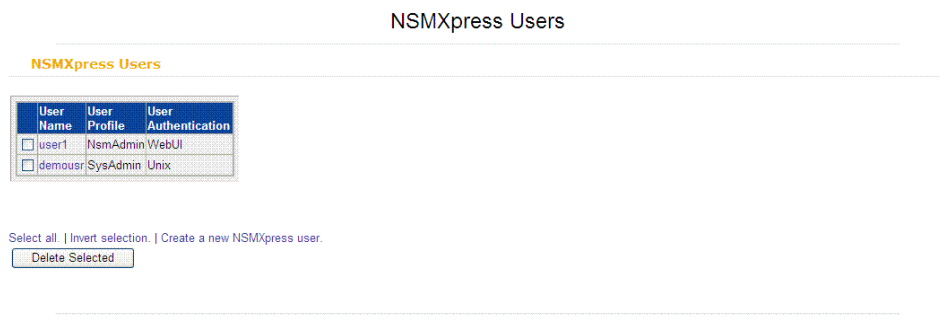 NSMXpress Users
NSMXpress Users
User Name User Profile User Authentication
user1 NsmAdmin WebUI
demousr SysAdmin Unix
Select all. | Invert selection. | Create a new NSMXpress user.
Delete Selected